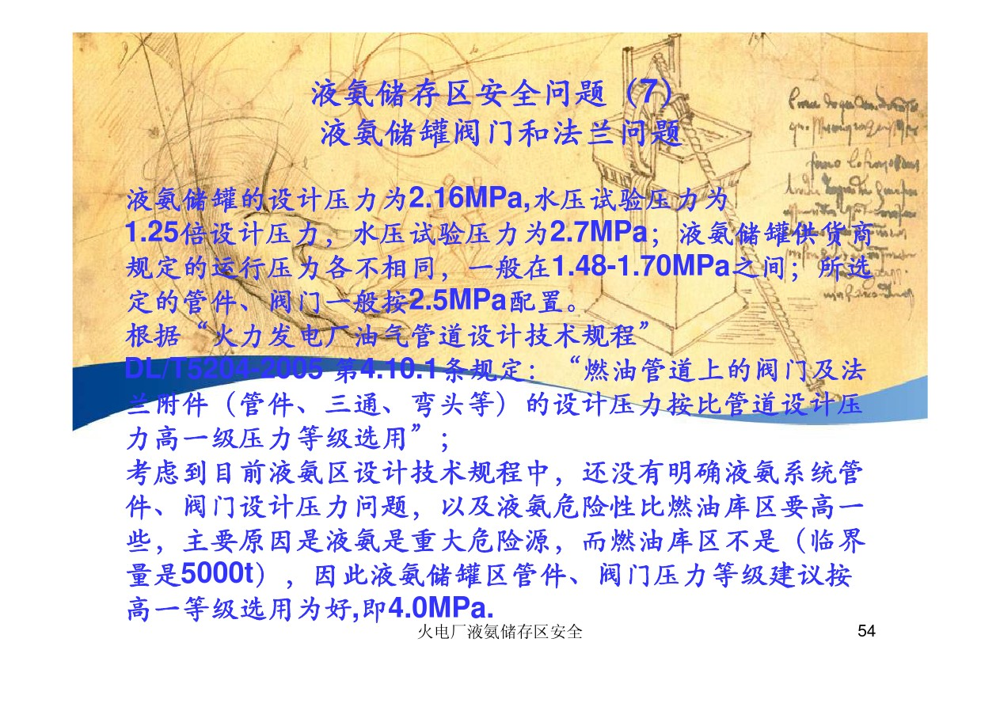 液氨储存区安全问题（7）
液氨储罐阀门和法兰问题
液氨储罐的设计压力为2.16MPa,水压试验压力为
1.25倍设计压力，水压试验压力为2.7MPa；液氨储罐供货商
规定的运行压力各不相同，一般在1.48-1.70MPa之间；所选
定的管件、阀门一般按2.5MPa配置。
根据“火力发电厂油气管道设计技术规程”
DL/T5204-2005 第4.10.1条规定：“燃油管道上的阀门及法
兰附件（管件、三通、弯头等）的设计压力按比管道设计压
力高一级压力等级选用”；
考虑到目前液氨区设计技术规程中，还没有明确液氨系统管
件、阀门设计压力问题，以及液氨危险性比燃油库区要高一
些，主要原因是液氨是重大危险源，而燃油库区不是（临界
量是5000t），因此液氨储罐区管件、阀门压力等级建议按
高一等级选用为好,即4.0MPa.
火电厂液氨储存区安全
54